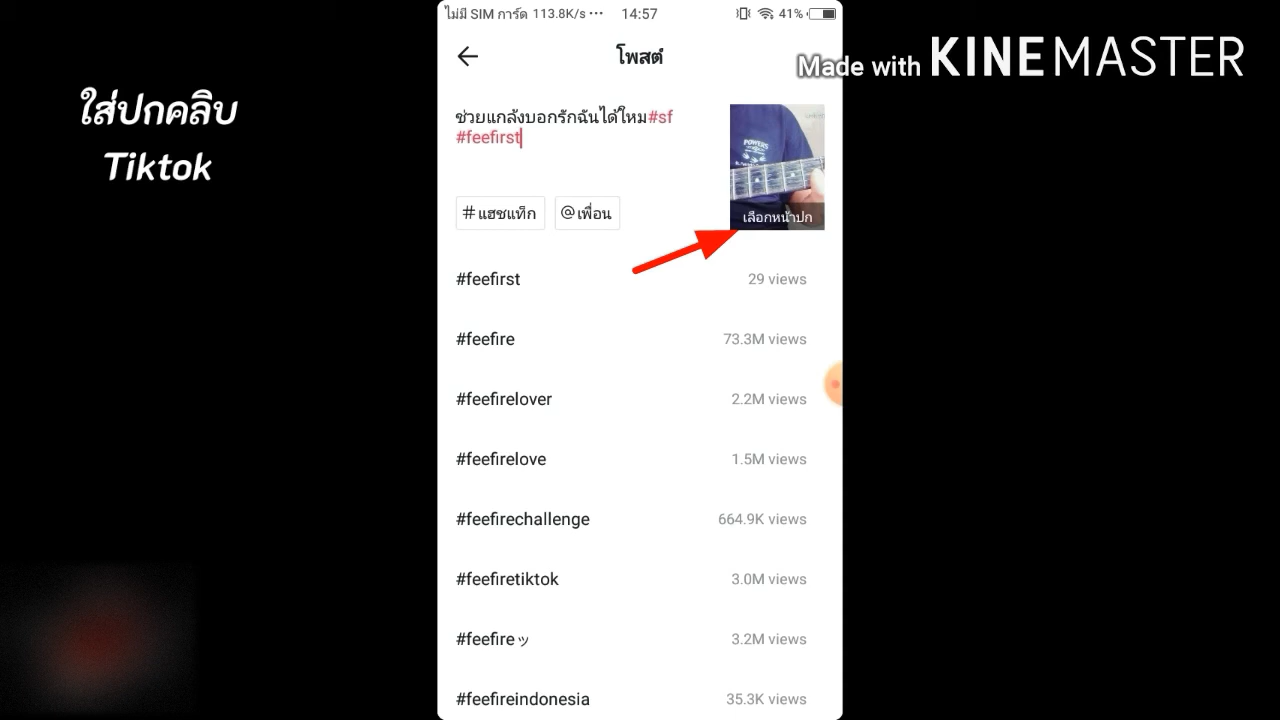 ไม่มี SIM การ์ด 113.8K/s ··· 14:57 41%
โพสต์
Made with KINEMASTER
ใส่ปกคลิป
Tiktok
ช่วยแกล้งบอกรักฉันได้ใหม#sf
#feefirst
POWERS
#แฮชแท็ก @เพื่อน
เลือกหน้าปก
#feefirst 29 views
#feefire 73.3M views
#feefirelover 2.2M views
#feefirelove 1.5M views
#feefirechallenge 664.9K views
#feefiretiktok 3.0M views
#feefireッ 3.2M views
#feefireindonesia 35.3K views